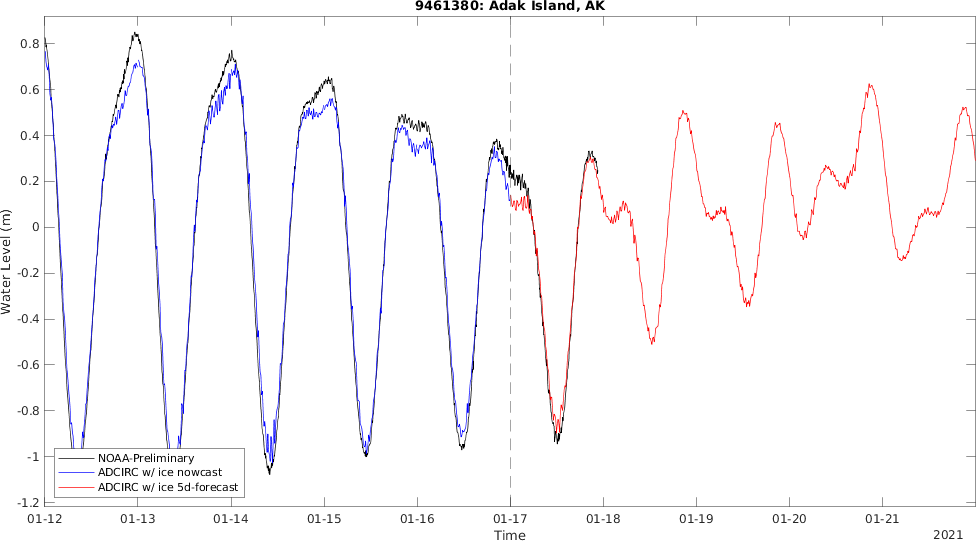 9461380: Adak Island, AK
Water Level (m)
0.8
0.6
0.4
0.2
0
-0.2
-0.4
-0.6
-0.8
-1
-1.2
NOAA-Preliminary
ADCIRC w/ ice nowcast
ADCIRC w/ ice 5d-forecast
01-12 01-13 01-14 01-15 01-16 01-17 01-18 01-19 01-20 01-21
Time
2021